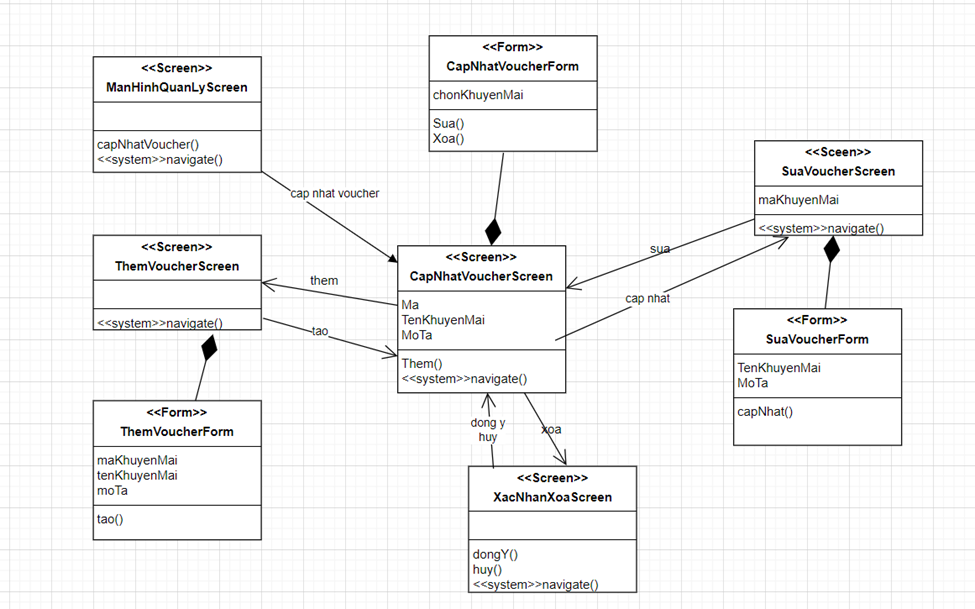 <<Form>>
CapNhatVoucherForm
chonKhuyenMai
Sua()
Xoa()
<<Screen>>
ManHinhQuanLyScreen
capNhatVoucher()
<<system>>navigate()
cap nhat voucher
<<Sceen>>
SuaVoucherScreen
maKhuyenMai
<<system>>navigate()
<<Screen>>
ThemVoucherScreen
<<system>>navigate()
them
tao
<<Screen>>
CapNhatVoucherScreen
Ma
TenKhuyenMai
MoTa
Them()
<<system>>navigate()
sua
cap nhat
<<Form>>
SuaVoucherForm
TenKhuyenMai
MoTa
capNhat()
<<Form>>
ThemVoucherForm
maKhuyenMai
tenKhuyenMai
moTa
tao()
dong y
huy
xoa
<<Screen>>
XacNhanXoaScreen
dongY()
huy()
<<system>>navigate()